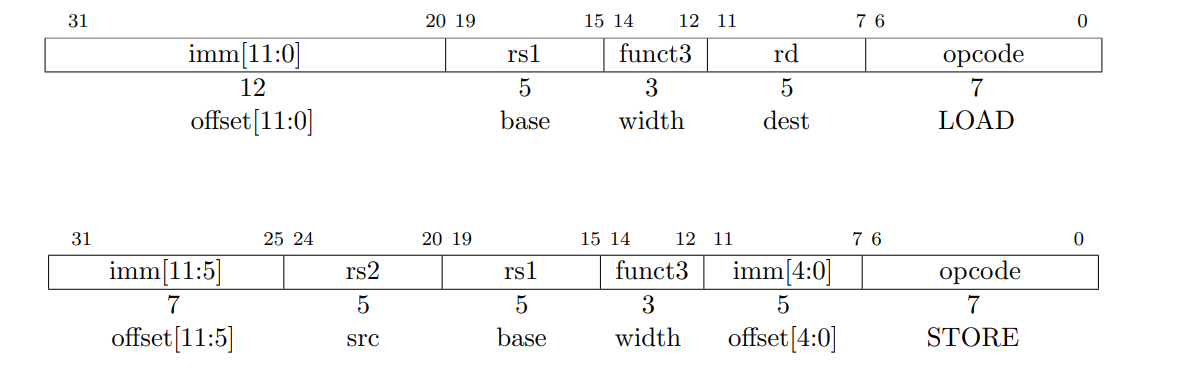 31 20 19 15 14 12 11 7 6 0
imm[11:0] rs1 funct3 rd opcode
12 5 3 5 7
offset[11:0] base width dest LOAD
31 25 24 20 19 15 14 12 11 7 6 0
imm[11:5] rs2 rs1 funct3 imm[4:0] opcode
7 5 5 3 5 7
offset[11:5] src base width offset[4:0] STORE